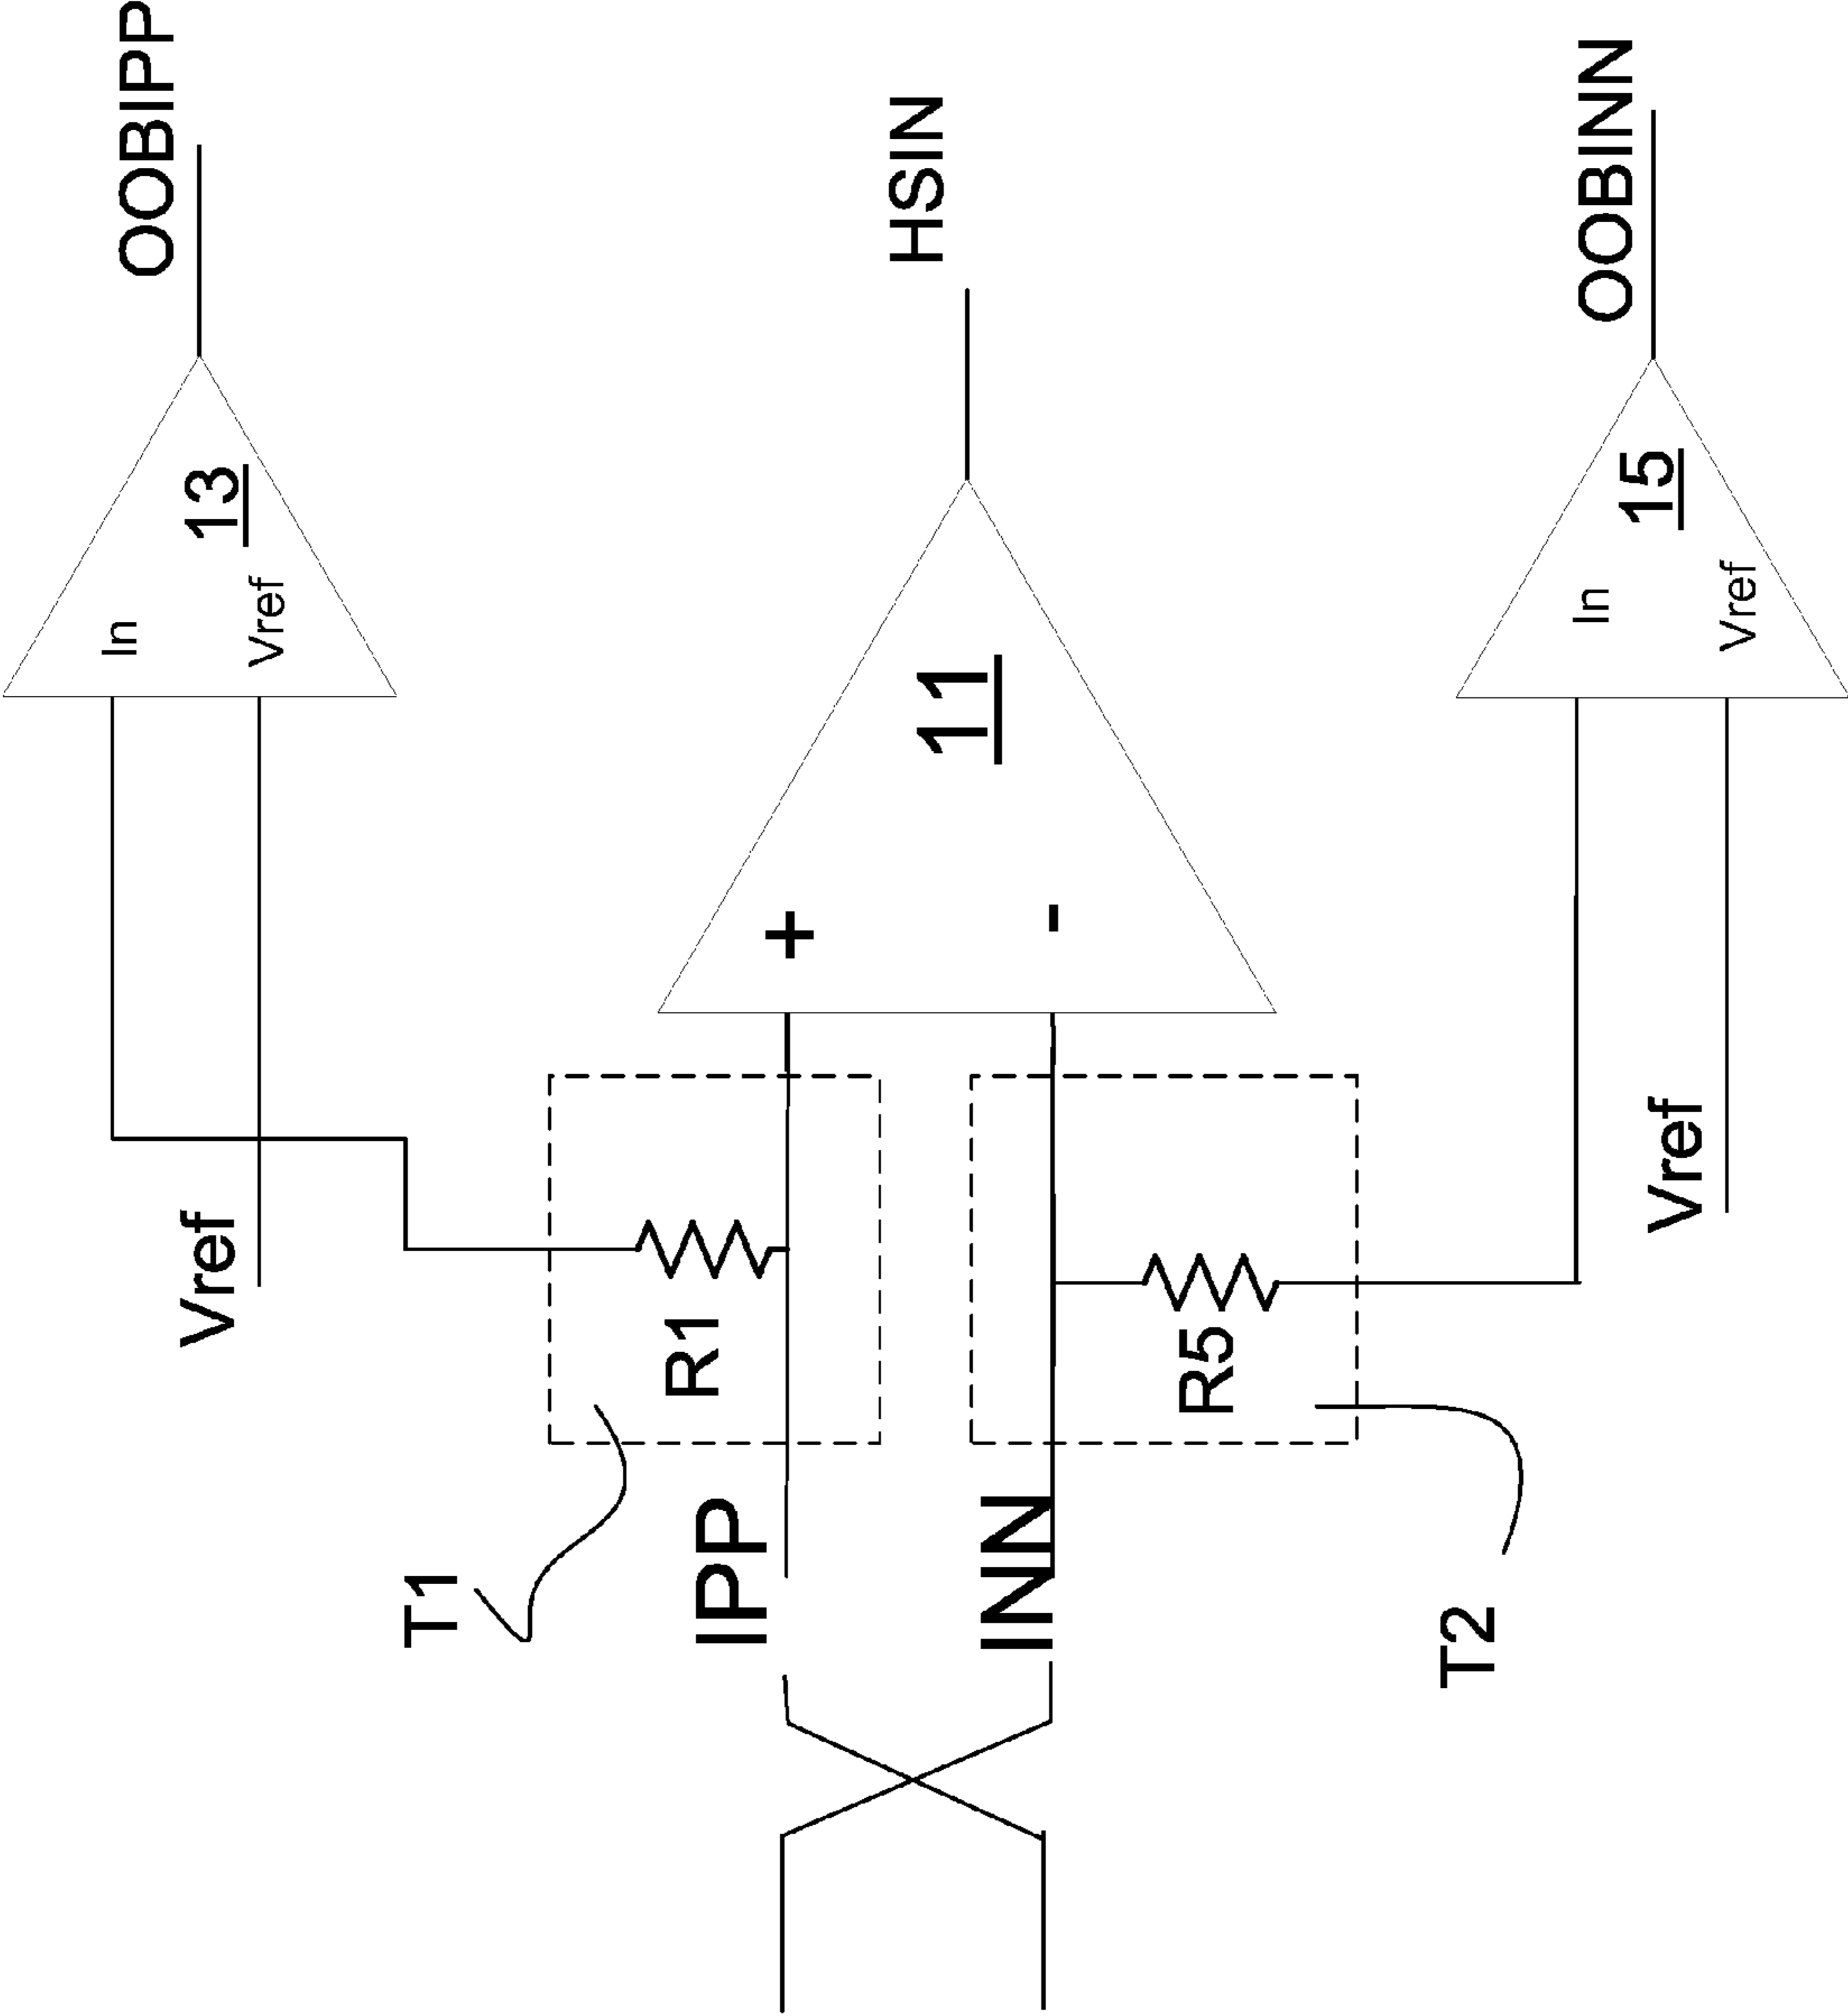 OOBIPP
13
In
Vref
Vref
T1
R1
IPP
HSIN
11
+
-
INN
R5
T2
OOBINN
15
In
Vref
Vref